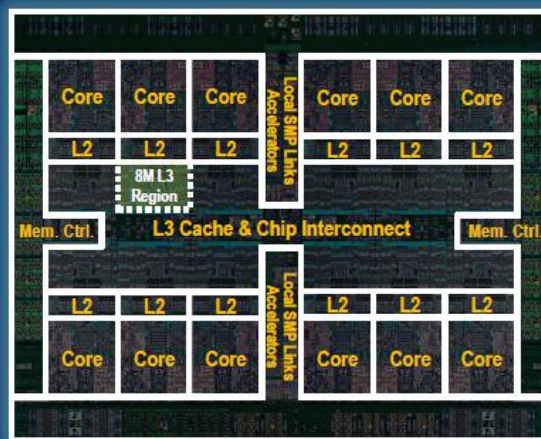 Core Core Core
Local SMP Links
Accelerators
Core Core Core
L2 L2 L2
L2 L2 L2
8M L3
Region
Mem. Ctrl.
L3 Cache & Chip Interconnect
Mem. Ctrl.
L2 L2 L2
Local SMP Links
Accelerators
L2 L2 L2
Core Core Core
Core Core Core